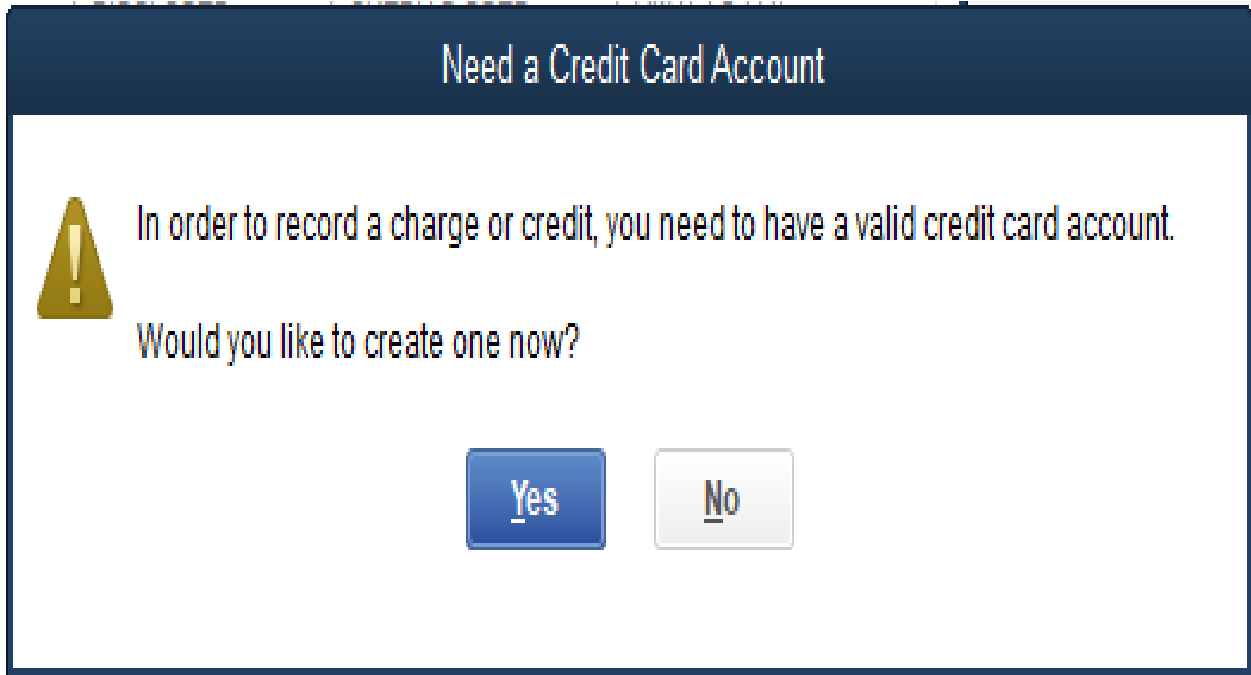 Need a Credit Card Account
In order to record a charge or credit, you need to have a valid credit card account.
Would you like to create one now?
Yes
No